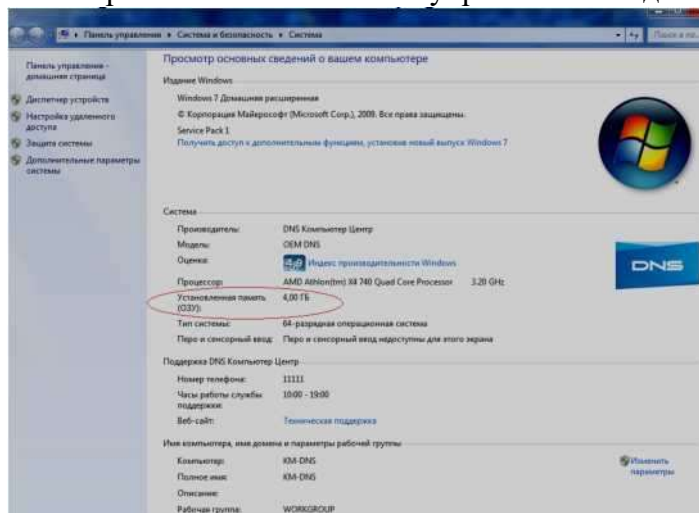 Панель управления ▸ Система и безопасность ▸ Система
Панель управления -
домашняя страница
Диспетчер устройств
Настройка удаленного
доступа
Защита системы
Дополнительные параметры
системы
Просмотр основных сведений о вашем компьютере
Издание Windows
Windows 7 Домашняя расширенная
© Корпорация Майкрософт (Microsoft Corp.), 2009. Все права защищены.
Service Pack 1
Получить доступ к дополнительным функциям, установив новый выпуск Windows 7
Система
Производитель: DNS Компьютер Центр
Модель: OEM DNS
Оценка: 4,9 Индекс производительности Windows
Процессор: AMD Athlon(tm) X4 740 Quad Core Processor 3.20 GHz
Установленная память (ОЗУ): 4,00 ГБ
Тип системы: 64-разрядная операционная система
Перо и сенсорный ввод: Перо и сенсорный ввод недоступны для этого экрана
DNS
Поддержка DNS Компьютер Центр
Номер телефона: 11111
Часы работы службы поддержки: 10:00 - 19:00
Веб-сайт: Техническая поддержка
Имя компьютера, имя домена и параметры рабочей группы
Компьютер: KM-DNS
Полное имя: KM-DNS
Описание:
Рабочая группа: WORKGROUP
Изменить
параметры